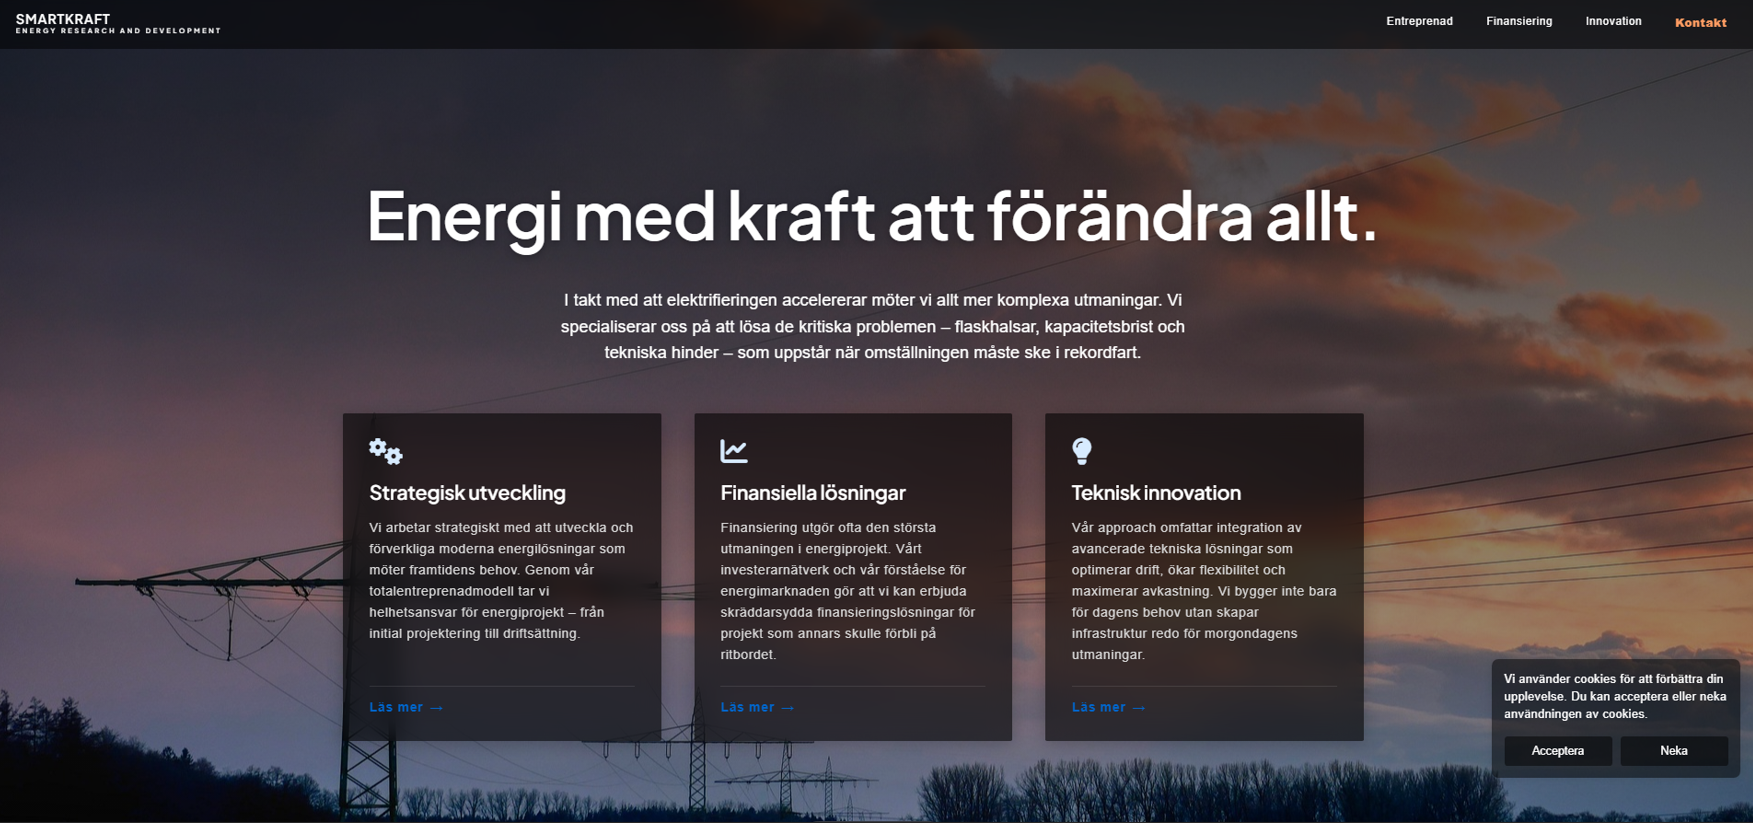 SMARTKRAFT
ENERGY RESEARCH AND DEVELOPMENT
Entreprenad
Finansiering
Innovation
Kontakt
Energi med kraft att förändra allt.
I takt med att elektrifieringen accelererar möter vi allt mer komplexa utmaningar. Vi
specialiserar oss på att lösa de kritiska problemen – flaskhalsar, kapacitetsbrist och
tekniska hinder – som uppstår när omställningen måste ske i rekordfart.
Strategisk utveckling
Vi arbetar strategiskt med att utveckla och
förverkliga moderna energilösningar som
möter framtidens behov. Genom vår
totalentreprenadmodell tar vi
helhetsansvar för energiprojekt – från
initial projektering till driftsättning.
Läs mer →
Finansiella lösningar
Finansiering utgör ofta den största
utmaningen i energiprojekt. Vårt
investerarnätverk och vår förståelse för
energimarknaden gör att vi kan erbjuda
skräddarsydda finansieringslösningar för
projekt som annars skulle förbli på
ritbordet.
Läs mer →
Teknisk innovation
Vår approach omfattar integration av
avancerade tekniska lösningar som
optimerar drift, ökar flexibilitet och
maximerar avkastning. Vi bygger inte bara
för dagens behov utan skapar
infrastruktur redo för morgondagens
utmaningar.
Läs mer →
Vi använder cookies för att förbättra din
upplevelse. Du kan acceptera eller neka
användningen av cookies.
Acceptera
Neka